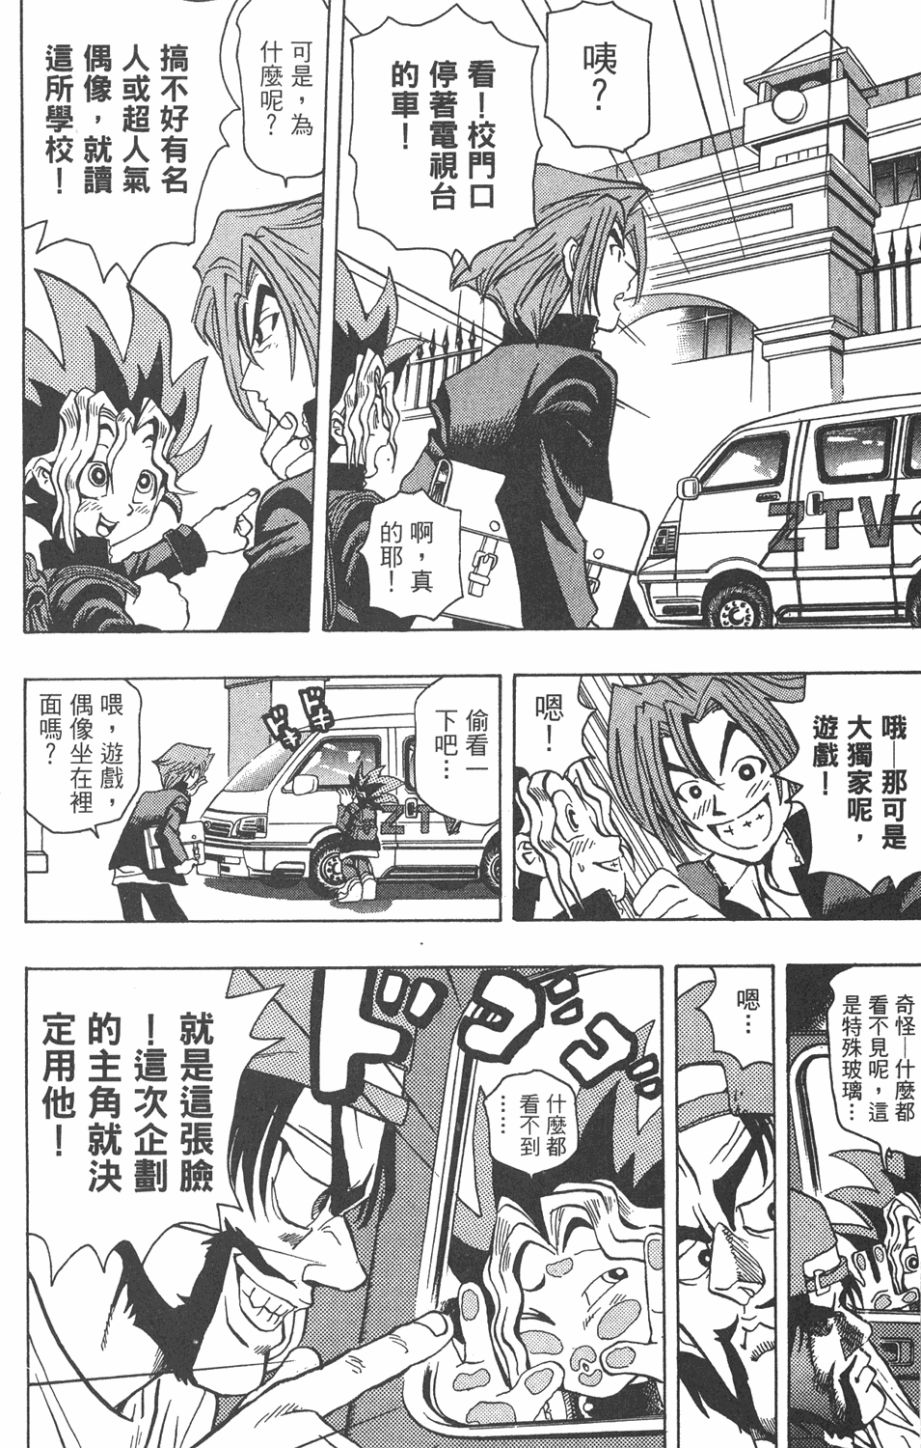 咦？
看！校門口
停著電視台
的車！
ZTV
啊，真
的耶！
可是，為
什麼呢？
搞不好有名
人或超人氣
偶像，就讀
這所學校！
哦—那可是
大獨家呢，
遊戲！
嗯！
偷看一
下吧…
ドキ
ドキ
ZTV
喂，遊戲，
偶像坐在裡
面嗎？
奇怪—什麼都
看不見呢，這
是特殊玻璃…
嗯…
什麼都
看不到
……
就是這張臉
！這次企劃
的主角就決
定用他！